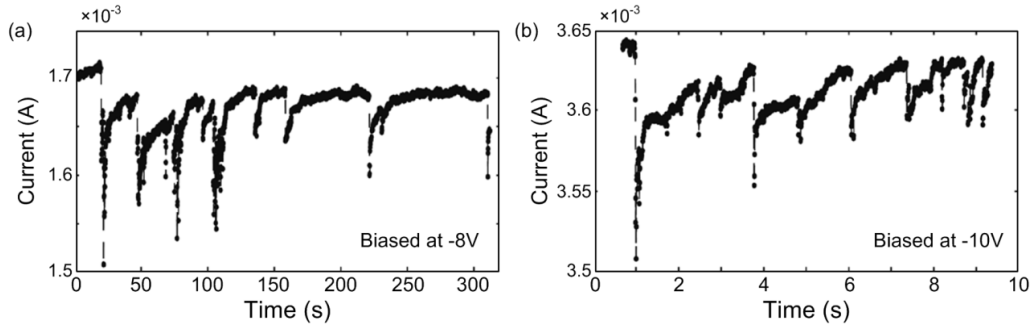 (a)
×10⁻³
1.7
1.6
1.5
Current (A)
Biased at -8V
0 50 100 150 200 250 300
Time (s)
(b)
×10⁻³
3.65
3.6
3.55
3.5
Current (A)
Biased at -10V
0 2 4 6 8 10
Time (s)